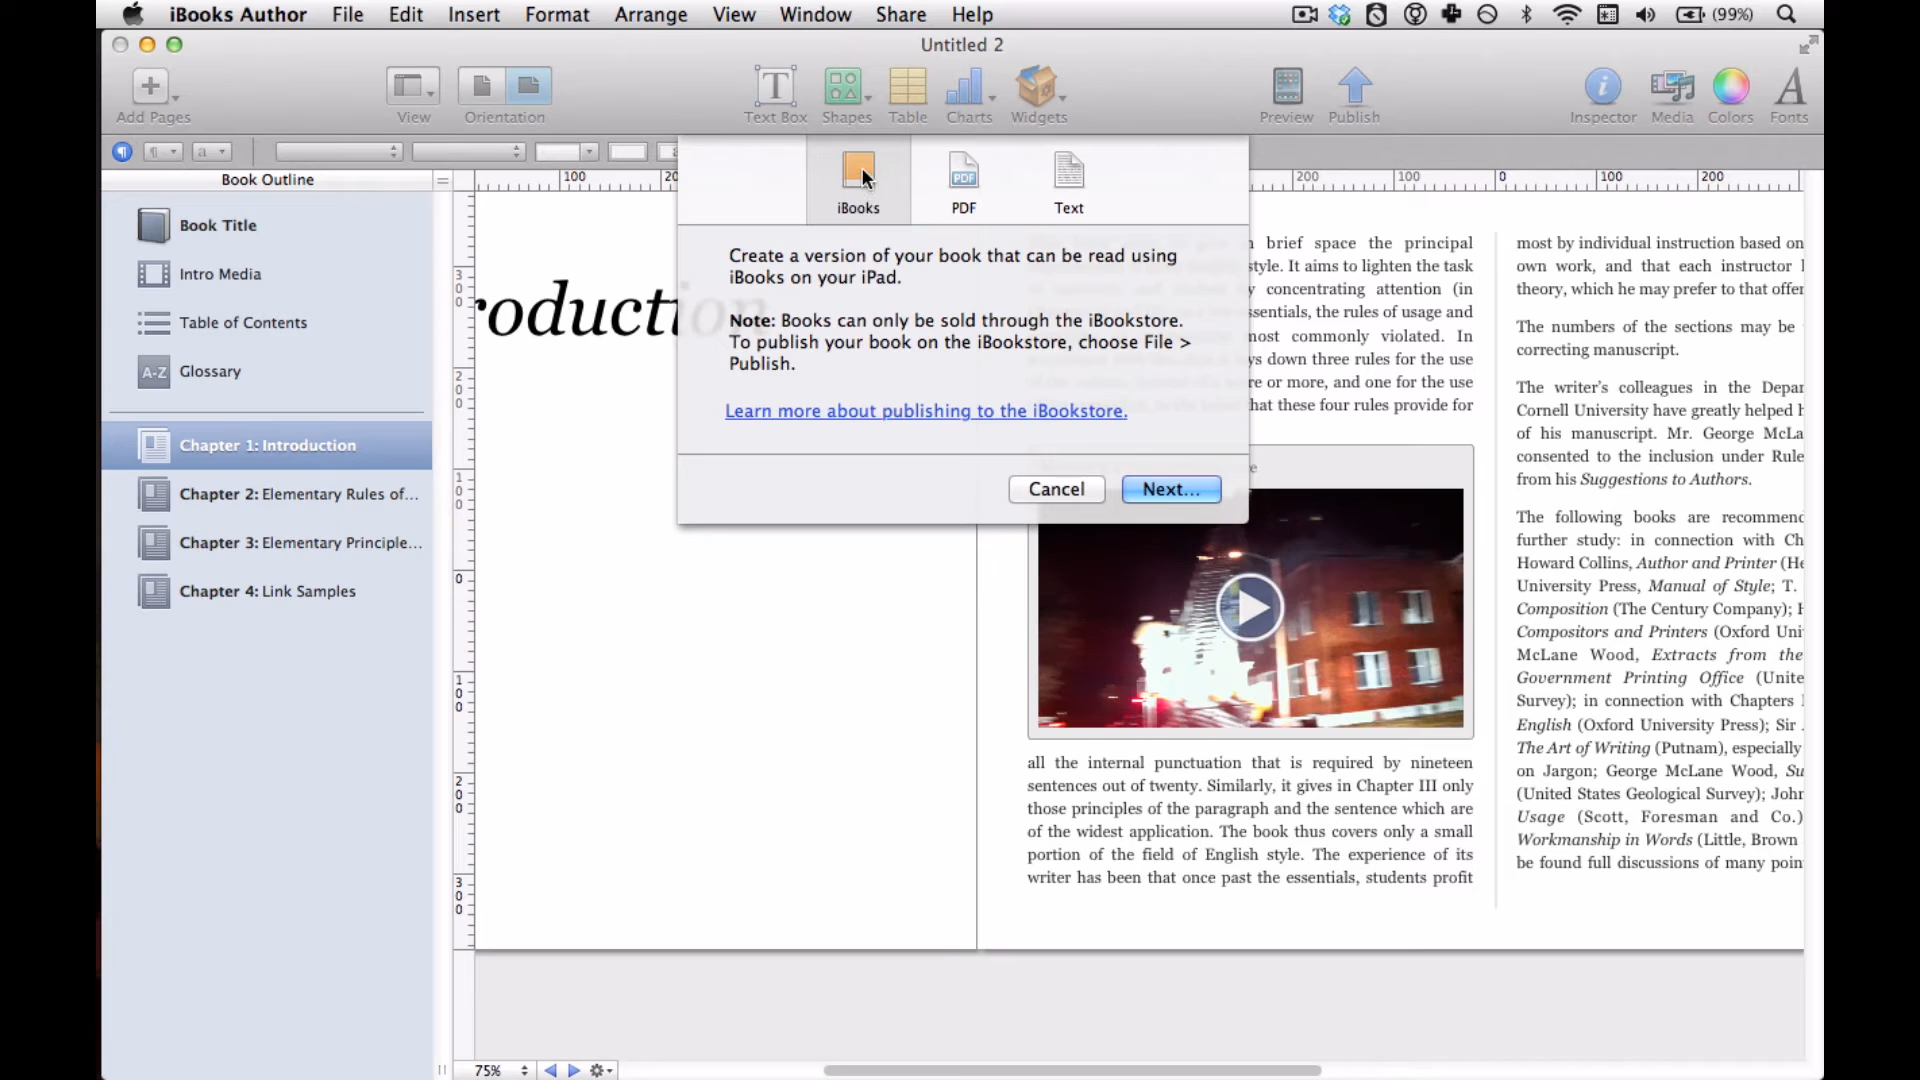 iBooks Author File Edit Insert Format Arrange View Window Share Help (99%)
Untitled 2
Add Pages View Orientation Text Box Shapes Table Charts Widgets Preview Publish Inspector Media Colors Fonts
Book Outline
100 200 100 0 100 200
Book Title
Intro Media
Table of Contents
A-Z Glossary
Chapter 1: Introduction
Chapter 2: Elementary Rules of...
Chapter 3: Elementary Principle...
Chapter 4: Link Samples
300
200
100
0
100
200
300
roduction
iBooks
PDF
PDF
Text
Create a version of your book that can be read using
iBooks on your iPad.
Note: Books can only be sold through the iBookstore.
To publish your book on the iBookstore, choose File >
Publish.
Learn more about publishing to the iBookstore.
Cancel
Next...
brief space the principal
style. It aims to lighten the task
concentrating attention (in
ssentials, the rules of usage and
most commonly violated. In
ys down three rules for the use
re or more, and one for the use
hat these four rules provide for
all the internal punctuation that is required by nineteen
sentences out of twenty. Similarly, it gives in Chapter III only
those principles of the paragraph and the sentence which are
of the widest application. The book thus covers only a small
portion of the field of English style. The experience of its
writer has been that once past the essentials, students profit
most by individual instruction based on
own work, and that each instructor
theory, which he may prefer to that offer
The numbers of the sections may be
correcting manuscript.
The writer's colleagues in the Depar
Cornell University have greatly helped h
of his manuscript. Mr. George McLa
consented to the inclusion under Rule
from his Suggestions to Authors.
The following books are recommend
further study: in connection with Ch
Howard Collins, Author and Printer (He
University Press, Manual of Style; T.
Composition (The Century Company); H
Compositors and Printers (Oxford Uni
McLane Wood, Extracts from the
Government Printing Office (Unite
Survey); in connection with Chapters
English (Oxford University Press); Sir
The Art of Writing (Putnam), especially
on Jargon; George McLane Wood, Su
(United States Geological Survey); John
Usage (Scott, Foresman and Co.)
Workmanship in Words (Little, Brown
be found full discussions of many poin
75%